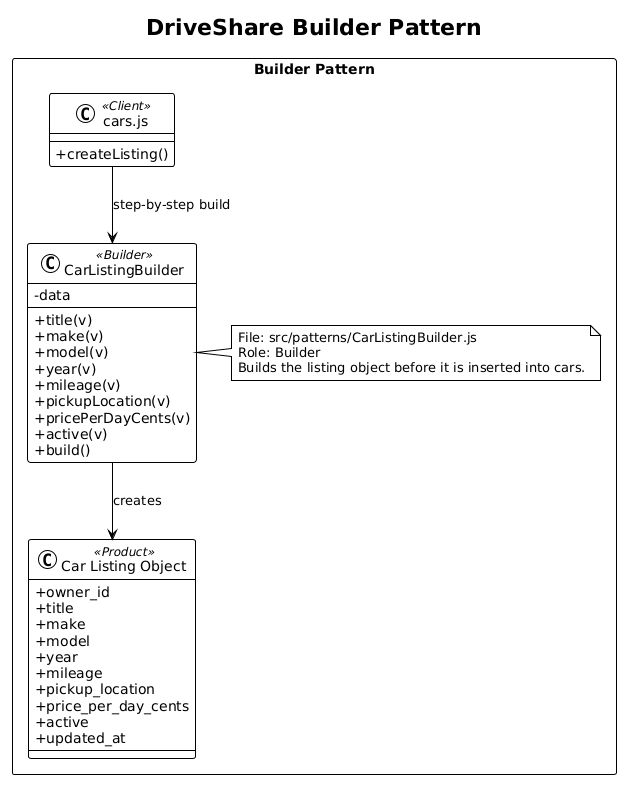 DriveShare Builder Pattern
Builder Pattern
C «Client»
cars.js
+createListing()
step-by-step build
C «Builder»
CarListingBuilder
-data
+title(v)
+make(v)
+model(v)
+year(v)
+mileage(v)
+pickupLocation(v)
+pricePerDayCents(v)
+active(v)
+build()
File: src/patterns/CarListingBuilder.js
Role: Builder
Builds the listing object before it is inserted into cars.
creates
C «Product»
Car Listing Object
+owner_id
+title
+make
+model
+year
+mileage
+pickup_location
+price_per_day_cents
+active
+updated_at